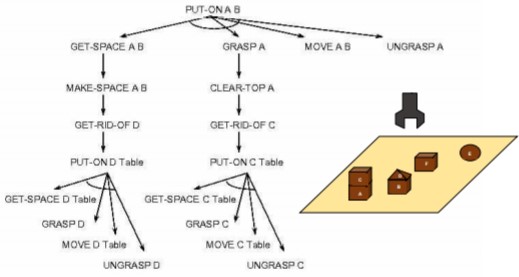 PUT-ON A B
GET-SPACE A B GRASP A MOVE A B UNGRASP A
MAKE-SPACE A B CLEAR-TOP A
GET-RID-OF D GET-RID-OF C
PUT-ON D Table PUT-ON C Table
GET-SPACE D Table GET-SPACE C Table
GRASP D GRASP C
MOVE D Table MOVE C Table
UNGRASP D UNGRASP C
C
A
D
B
F
E